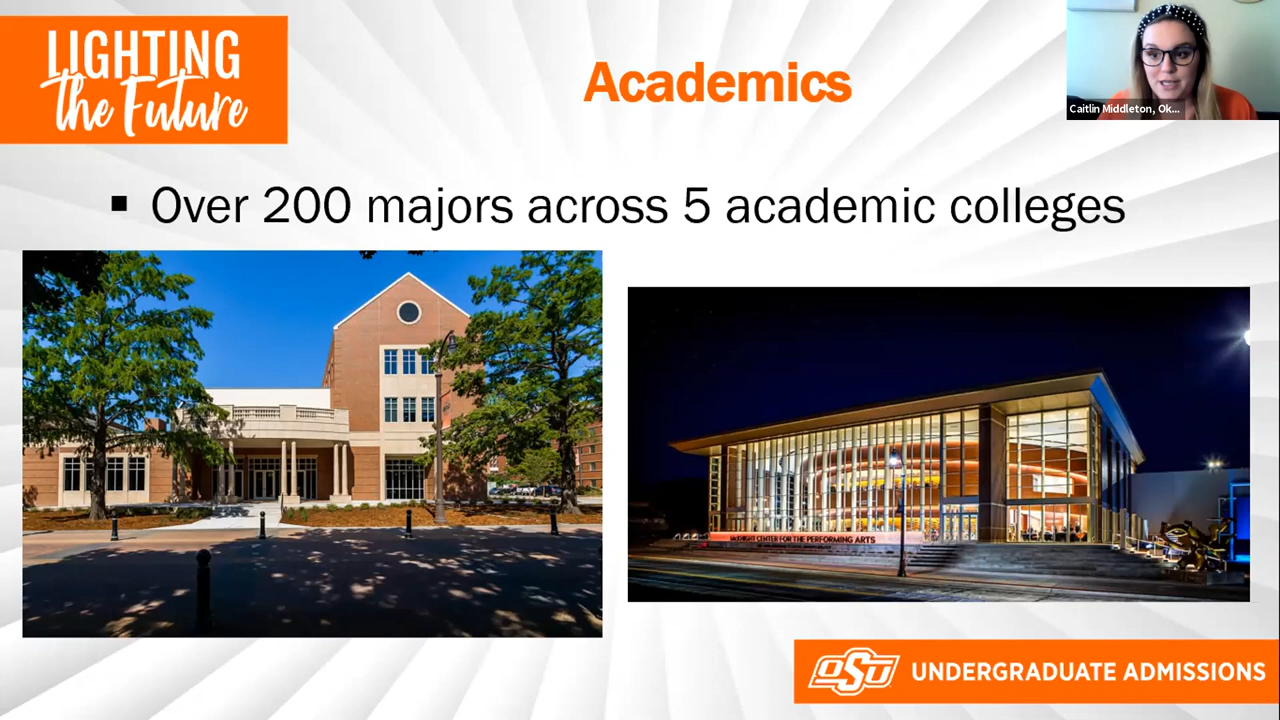 LIGHTING
the Future
Academics
Caitlin Middleton, Ok...
▪ Over 200 majors across 5 academic colleges
McKNIGHT CENTER FOR THE PERFORMING ARTS
OSU UNDERGRADUATE ADMISSIONS